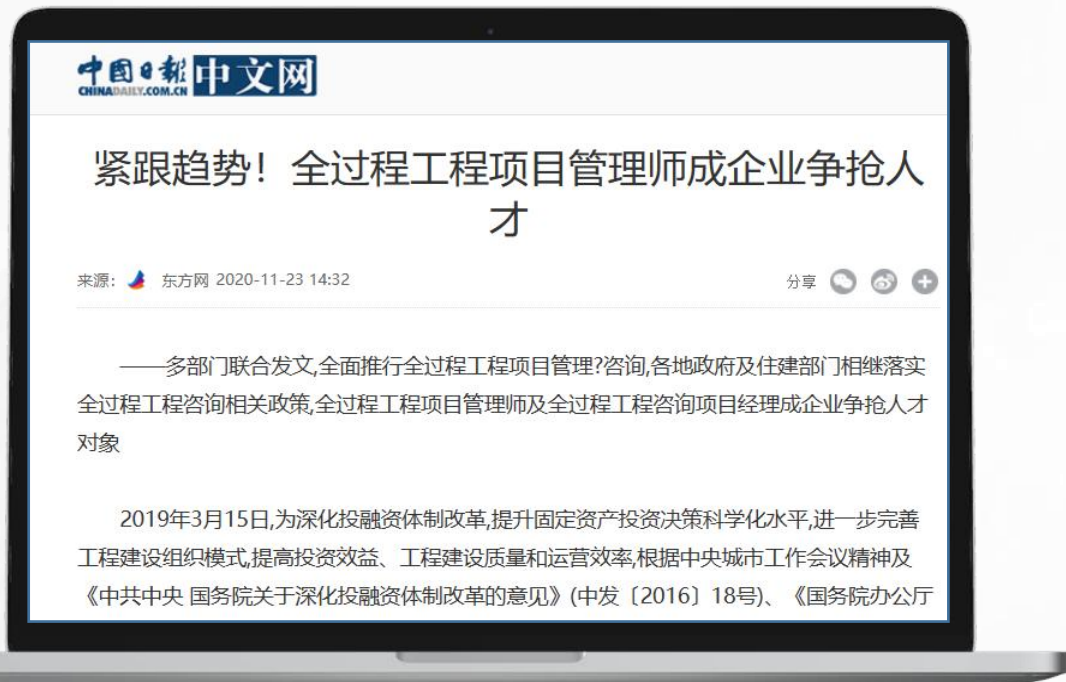 中国日报 中文网
CHINADAILY.COM.CN
紧跟趋势！全过程工程项目管理师成企业争抢人
才
来源： 东方网 2020-11-23 14:32
分享
——多部门联合发文,全面推行全过程工程项目管理?咨询,各地政府及住建部门相继落实
全过程工程咨询相关政策,全过程工程项目管理师及全过程工程咨询项目经理成企业争抢人才
对象
2019年3月15日,为深化投融资体制改革,提升固定资产投资决策科学化水平,进一步完善
工程建设组织模式,提高投资效益、工程建设质量和运营效率,根据中央城市工作会议精神及
《中共中央 国务院关于深化投融资体制改革的意见》(中发〔2016〕18号)、《国务院办公厅